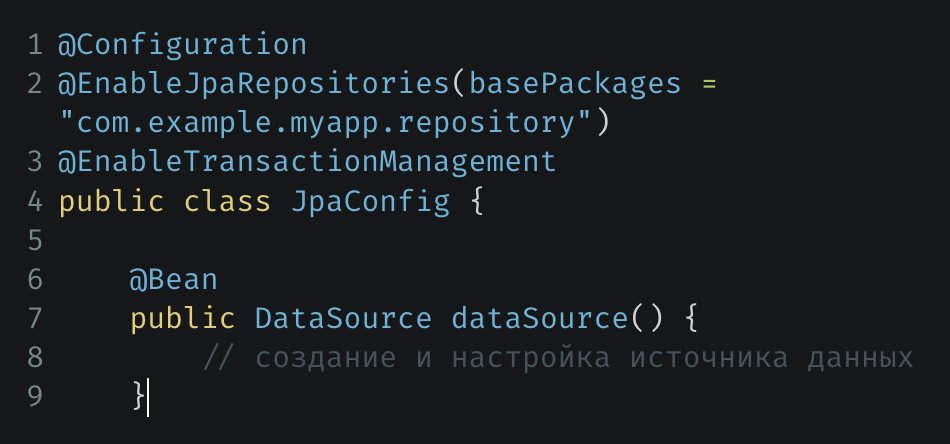 1 @Configuration
2 @EnableJpaRepositories(basePackages =
"com.example.myapp.repository")
3 @EnableTransactionManagement
4 public class JpaConfig {
5
6     @Bean
7     public DataSource dataSource() {
8         // создание и настройка источника данных
9     }